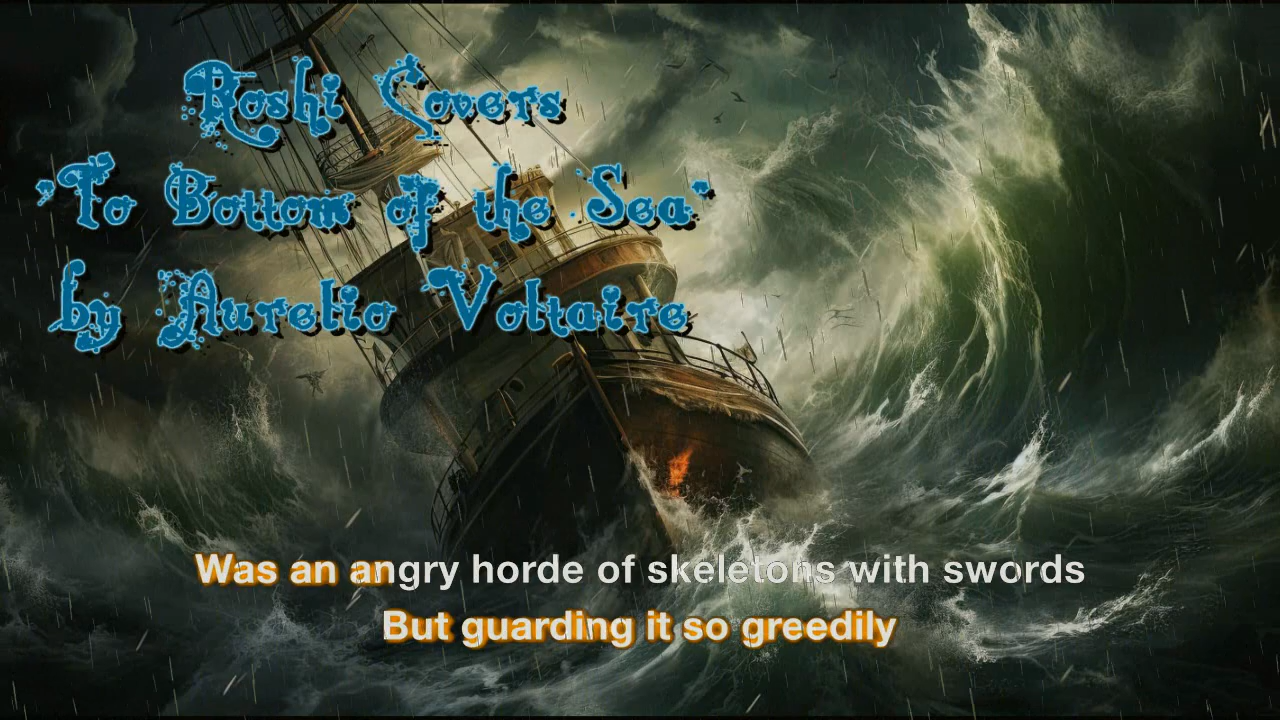 Roshi Covers
"To Bottom of the Sea"
by Aurelio Voltaire
Was an angry horde of skeletons with swords
But guarding it so greedily